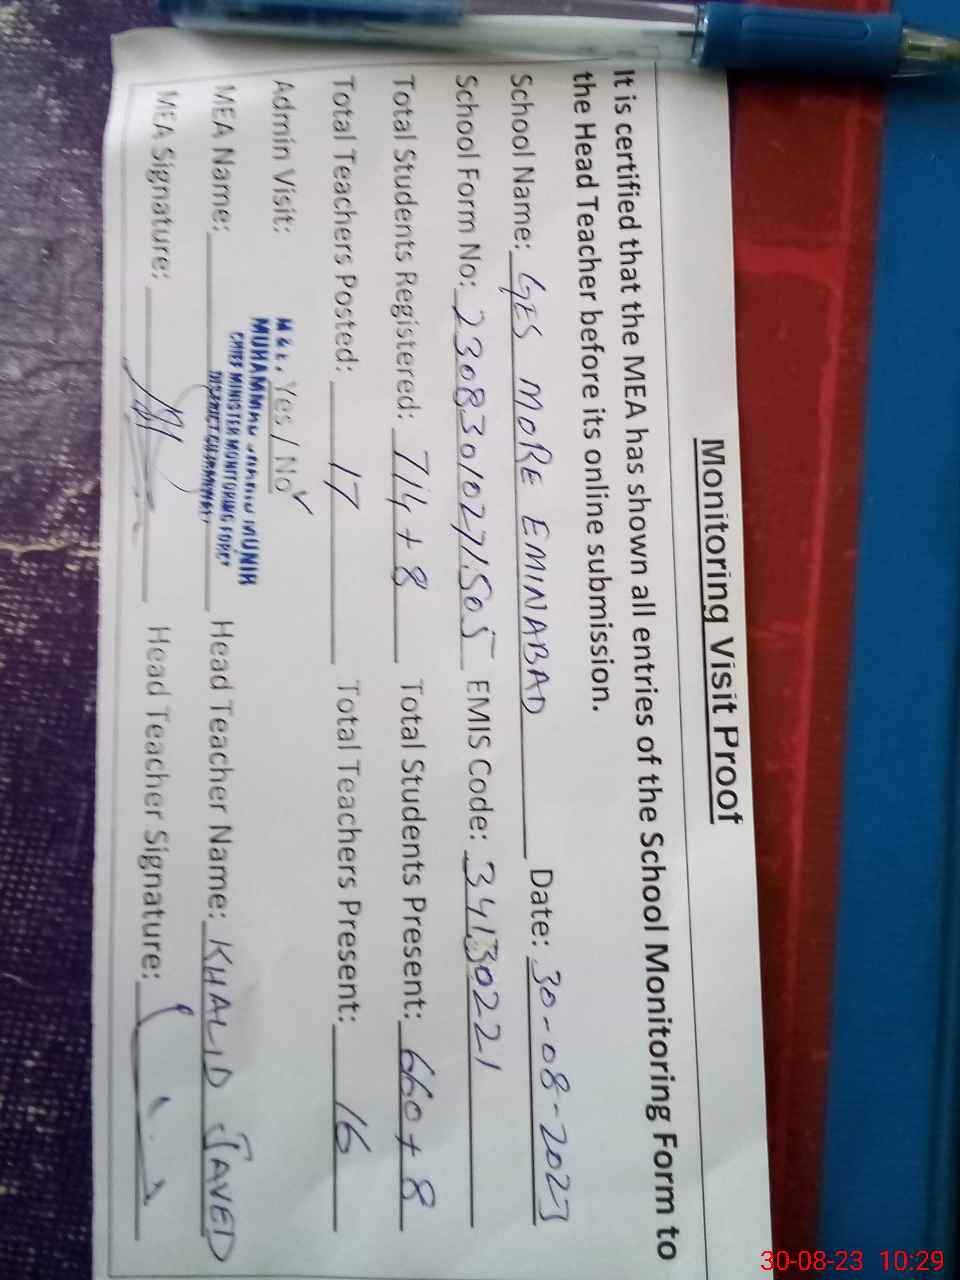 Monitoring Visit Proof
It is certified that the MEA has shown all entries of the School Monitoring Form to
the Head Teacher before its online submission.
School Name: GES MORE EMINABAD Date: 30-08-2023
School Form No: 23083010271505 EMIS Code: 34130221
Total Students Registered: 714+8 Total Students Present: 660+8
Total Teachers Posted: 17 Total Teachers Present: 16
Admin Visit: Yes / No
MUHAMMAD MUNIR
CHIEF MINISTER MONITORING FORCE
MEA Name: Head Teacher Name: KHALID JAVED
MEA Signature: Head Teacher Signature:
30-08-23 10:29